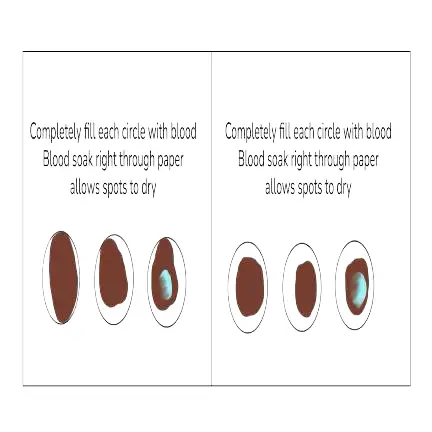 Completely fill each circle with blood
Blood soak right through paper
allows spots to dry
Completely fill each circle with blood
Blood soak right through paper
allows spots to dry